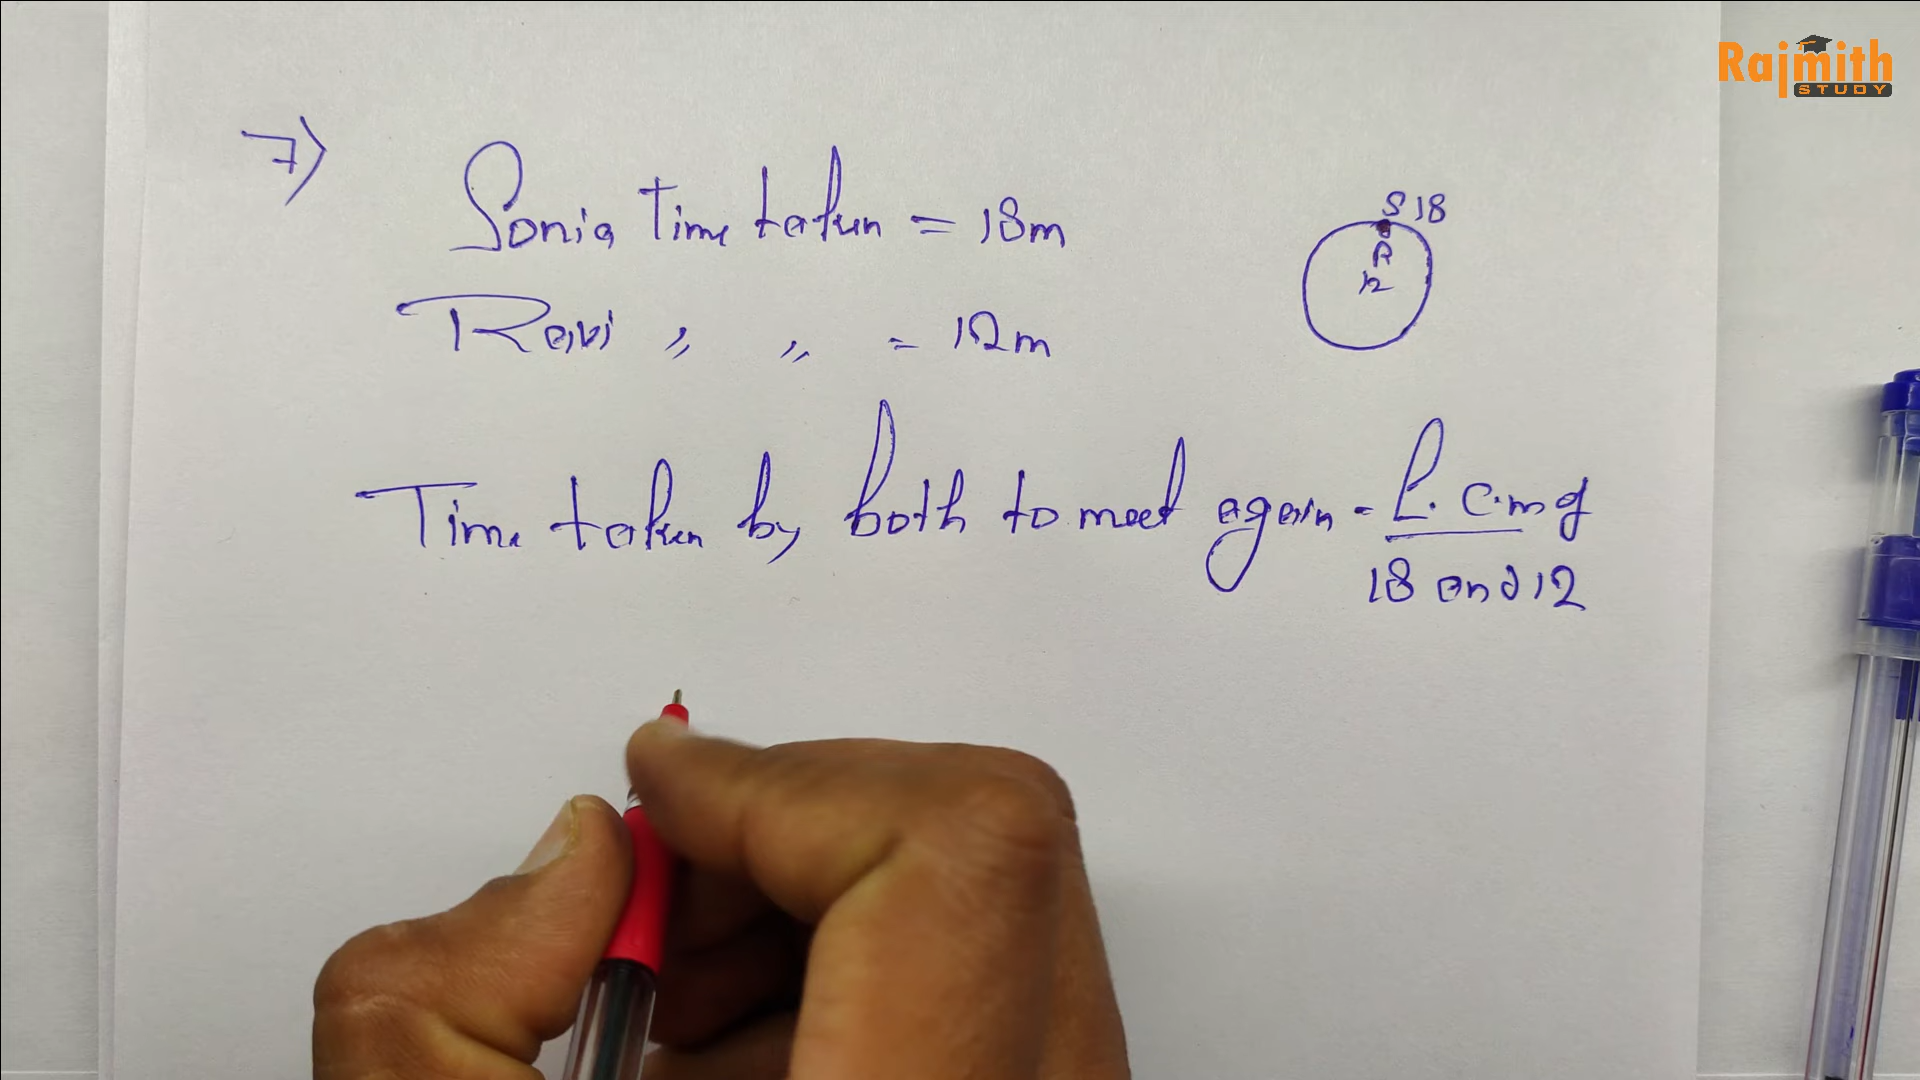 Rajmith
STUDY
7)
Sonia Time taken = 18m
S 18
R
12
Ravi " " = 12m
Time taken by both to meet again = L.C.M of
18 and 12